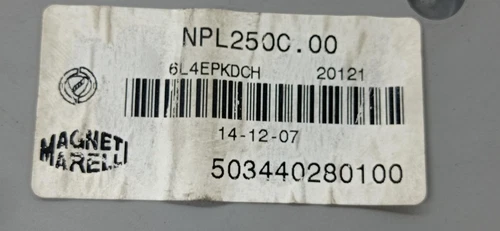 NPL250C.00
6L4EPKDCH 20121
14-12-07
MAGNETI
MARELLI
503440280100